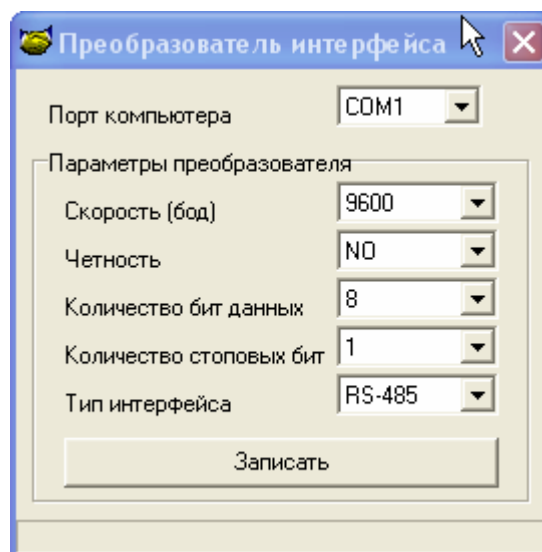 Преобразователь интерфейса
Порт компьютера COM1
Параметры преобразователя
Скорость (бод) 9600
Четность NO
Количество бит данных 8
Количество стоповых бит 1
Тип интерфейса RS-485
Записать